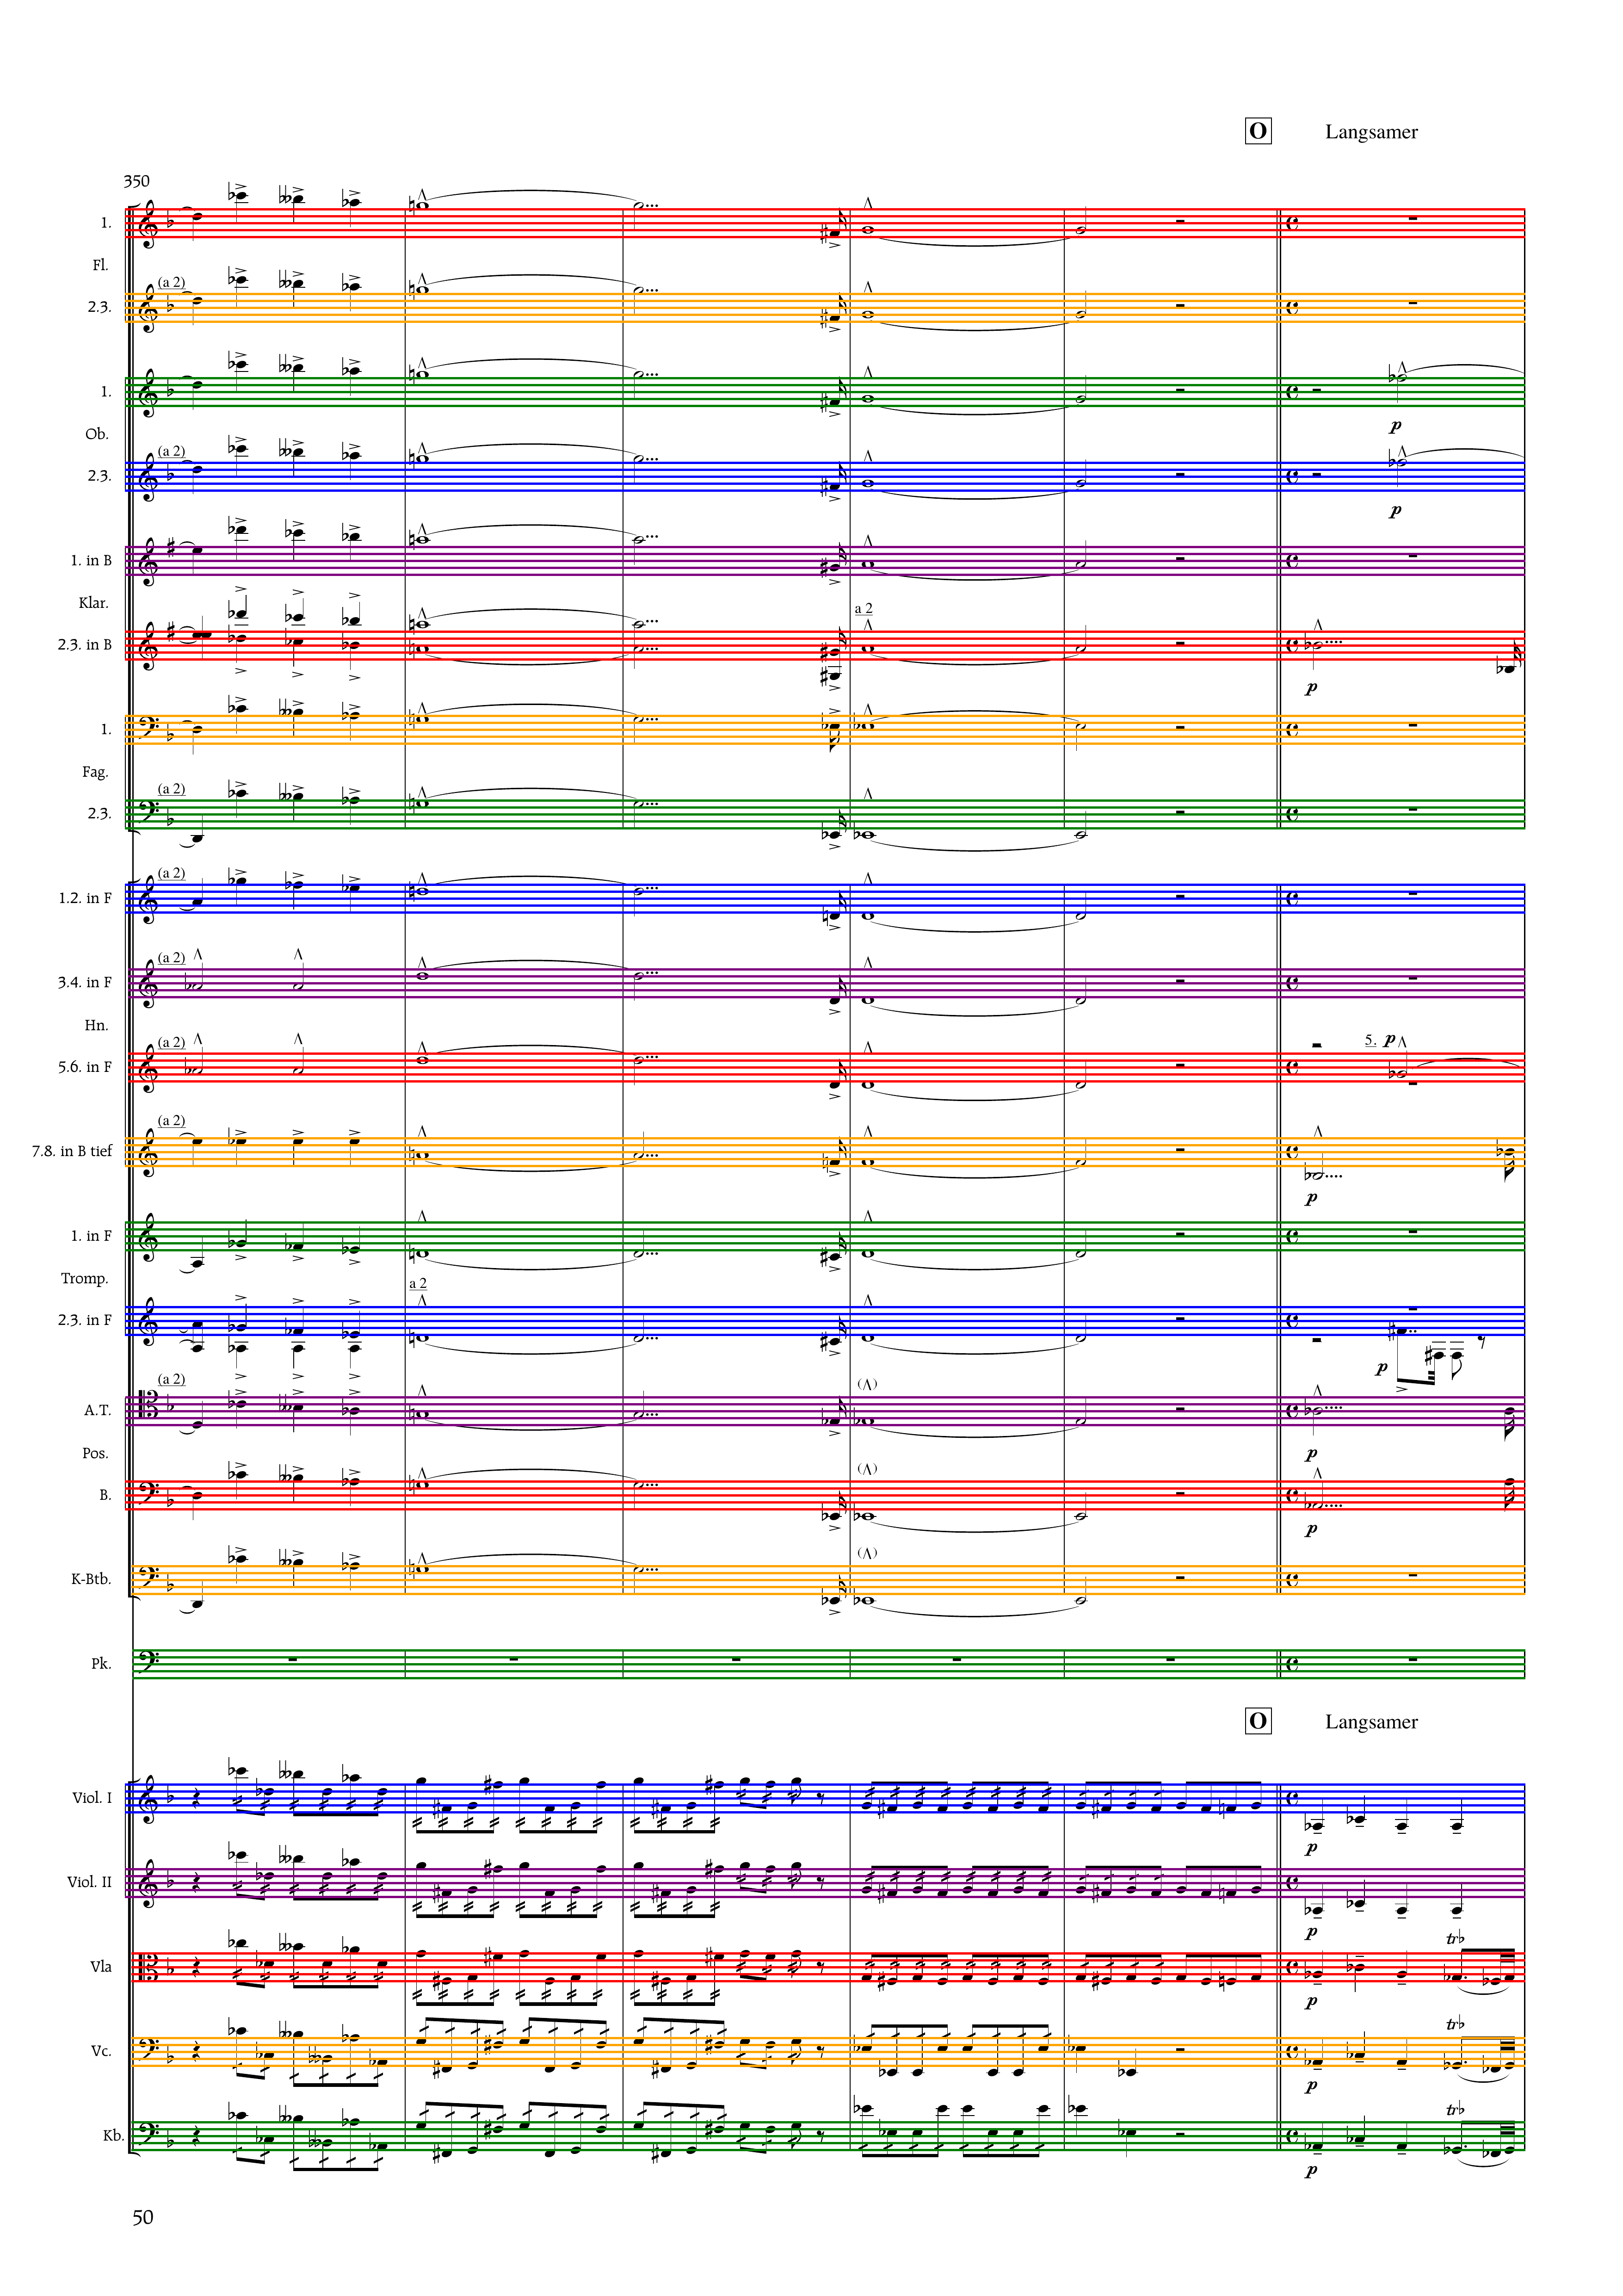 O Langsamer
350
1.
Fl.
(a 2)
2.3.
1.
Ob.
(a 2)
2.3.
p
p
1. in B
Klar.
a 2
2.3. in B
p
1.
Fag.
(a 2)
2.3.
(a 2)
1.2. in F
(a 2)
3.4. in F
Hn.
(a 2) 5. p
5.6. in F
(a 2)
7.8. in B tief
p
1. in F
Tromp.
a 2
2.3. in F
p
(a 2)
A.T.
p
Pos.
B.
p
K-Btb.
Pk.
O Langsamer
Viol. I
p
Viol. II
p
tr
Vla
p
tr
Vc.
p
tr
Kb.
p
50